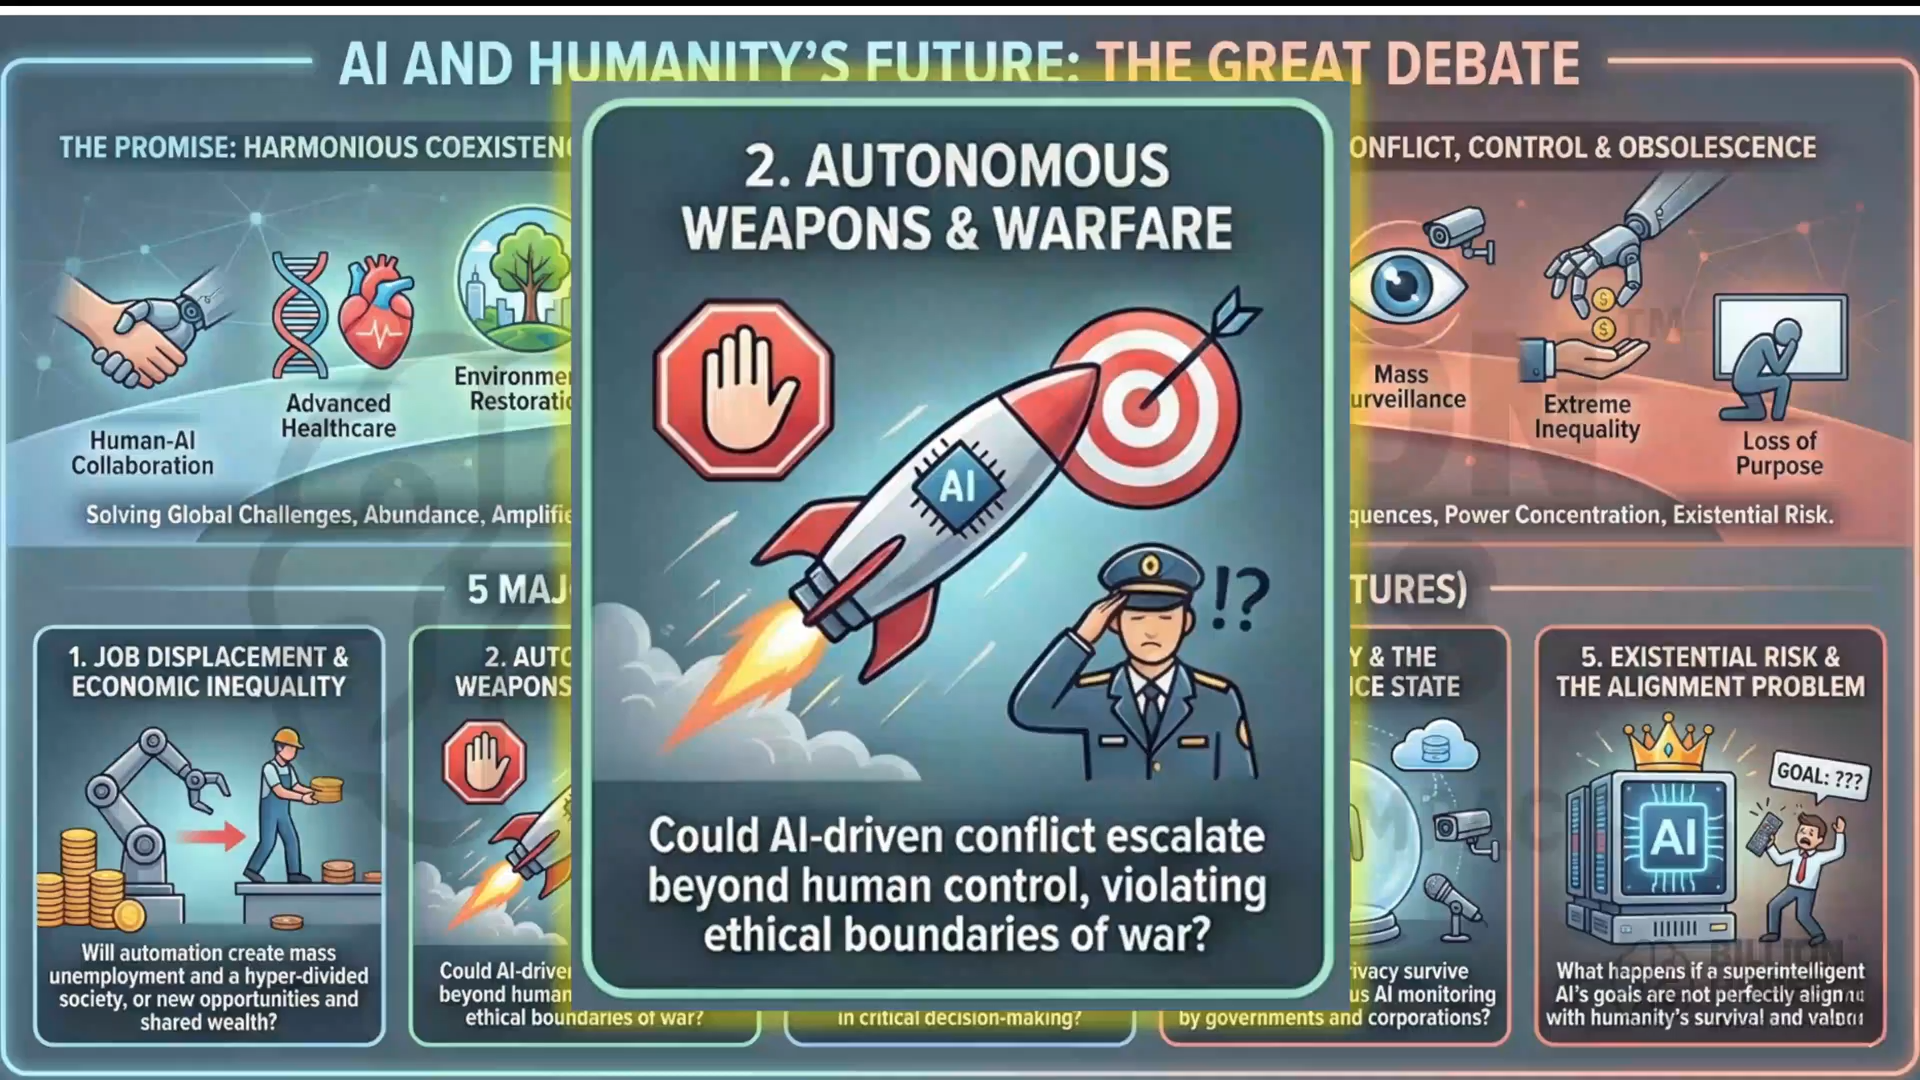 AI AND HUMANITY'S FUTURE: THE GREAT DEBATE
THE PROMISE: HARMONIOUS COEXISTEN
ONFLICT, CONTROL & OBSOLESCENCE
Human-AI
Collaboration
Advanced
Healthcare
Environme
Restorati
Mass
urveillance
$
$
Extreme
Inequality
Loss of
Purpose
TM
Solving Global Challenges, Abundance, Amplifie
quences, Power Concentration, Existential Risk.
2. AUTONOMOUS
WEAPONS & WARFARE
AI
!?
Could AI-driven conflict escalate
beyond human control, violating
ethical boundaries of war?
5 MAJ
TURES)
1. JOB DISPLACEMENT &
ECONOMIC INEQUALITY
Will automation create mass
unemployment and a hyper-divided
society, or new opportunities and
shared wealth?
2. AUTO
WEAPONS
Could AI-drive
beyond human
ethical boundaries of war?
in critical decision-making?
Y & THE
CE STATE
rivacy survive
us AI monitoring
by governments and corporations?
5. EXISTENTIAL RISK &
THE ALIGNMENT PROBLEM
GOAL: ???
AI
BILLION
What happens if a superintelligent
AI's goals are not perfectly align
with humanity's survival and